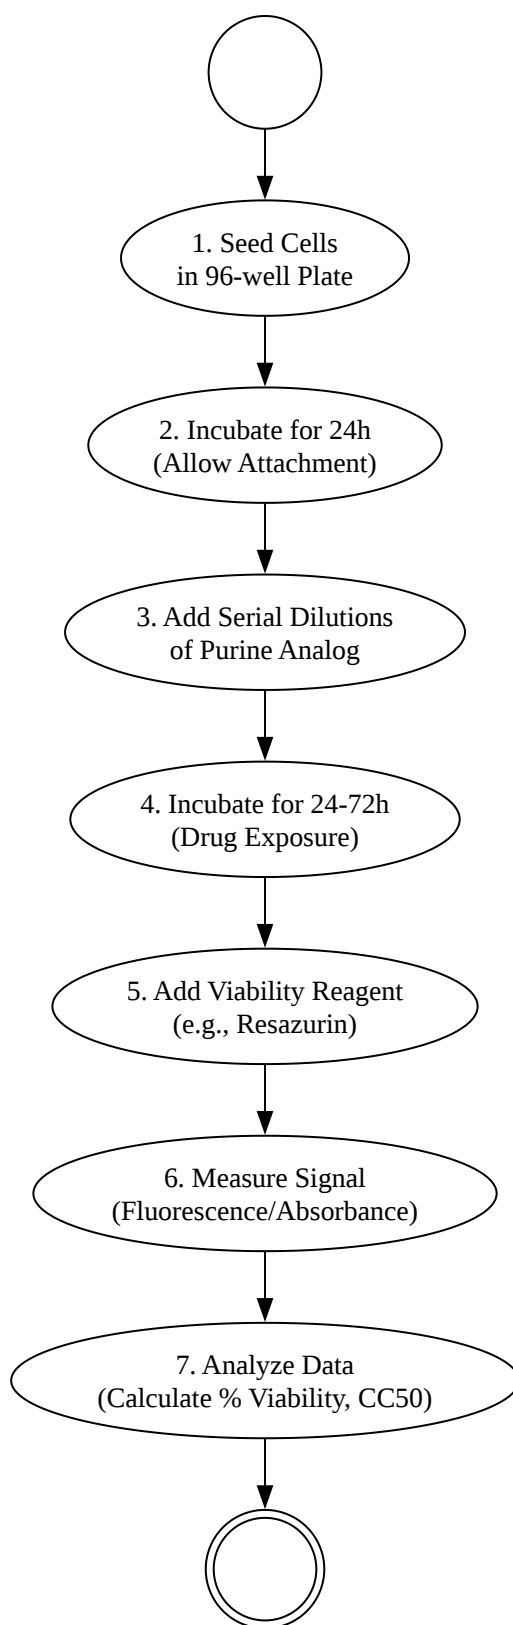 1. Seed Cells
in 96-well Plate
2. Incubate for 24h
(Allow Attachment)
3. Add Serial Dilutions
of Purine Analog
4. Incubate for 24-72h
(Drug Exposure)
5. Add Viability Reagent
(e.g., Resazurin)
6. Measure Signal
(Fluorescence/Absorbance)
7. Analyze Data
(Calculate % Viability, CC50)